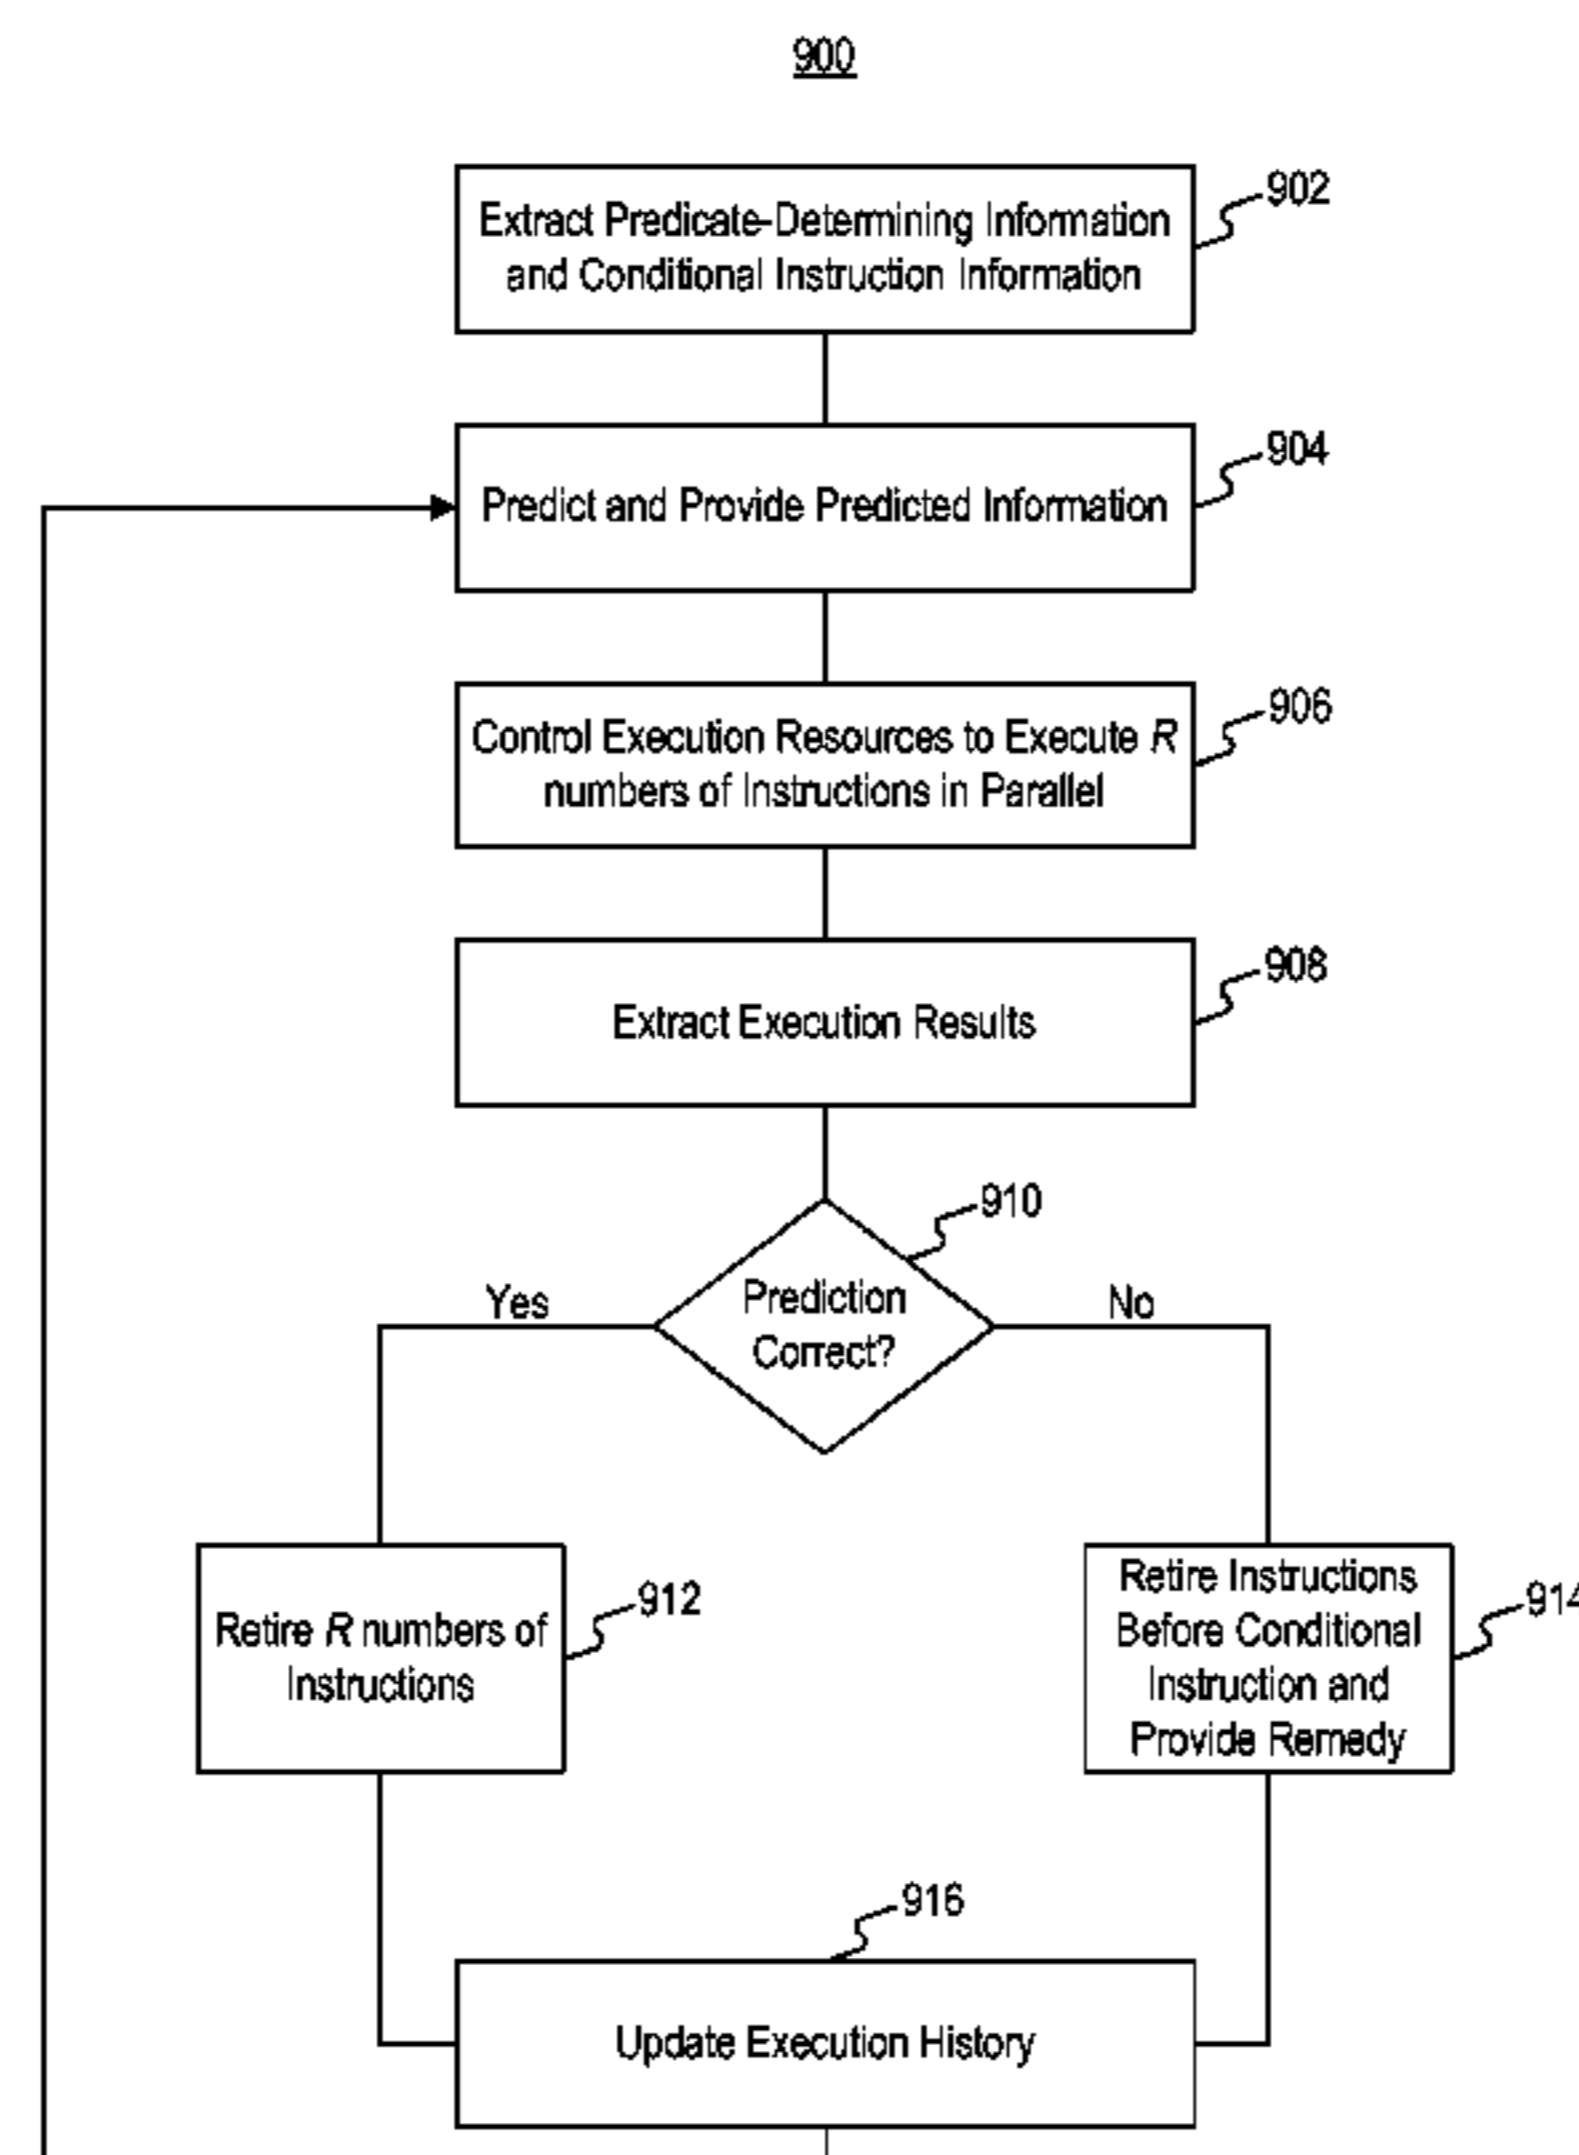 900
Extract Predicate-Determining Information
and Conditional Instruction Information
902
Predict and Provide Predicted Information
904
Control Execution Resources to Execute R
numbers of Instructions in Parallel
906
Extract Execution Results
908
910
Prediction
Correct?
Yes
No
Retire R numbers of
Instructions
912
Retire Instructions
Before Conditional
Instruction and
Provide Remedy
914
916
Update Execution History